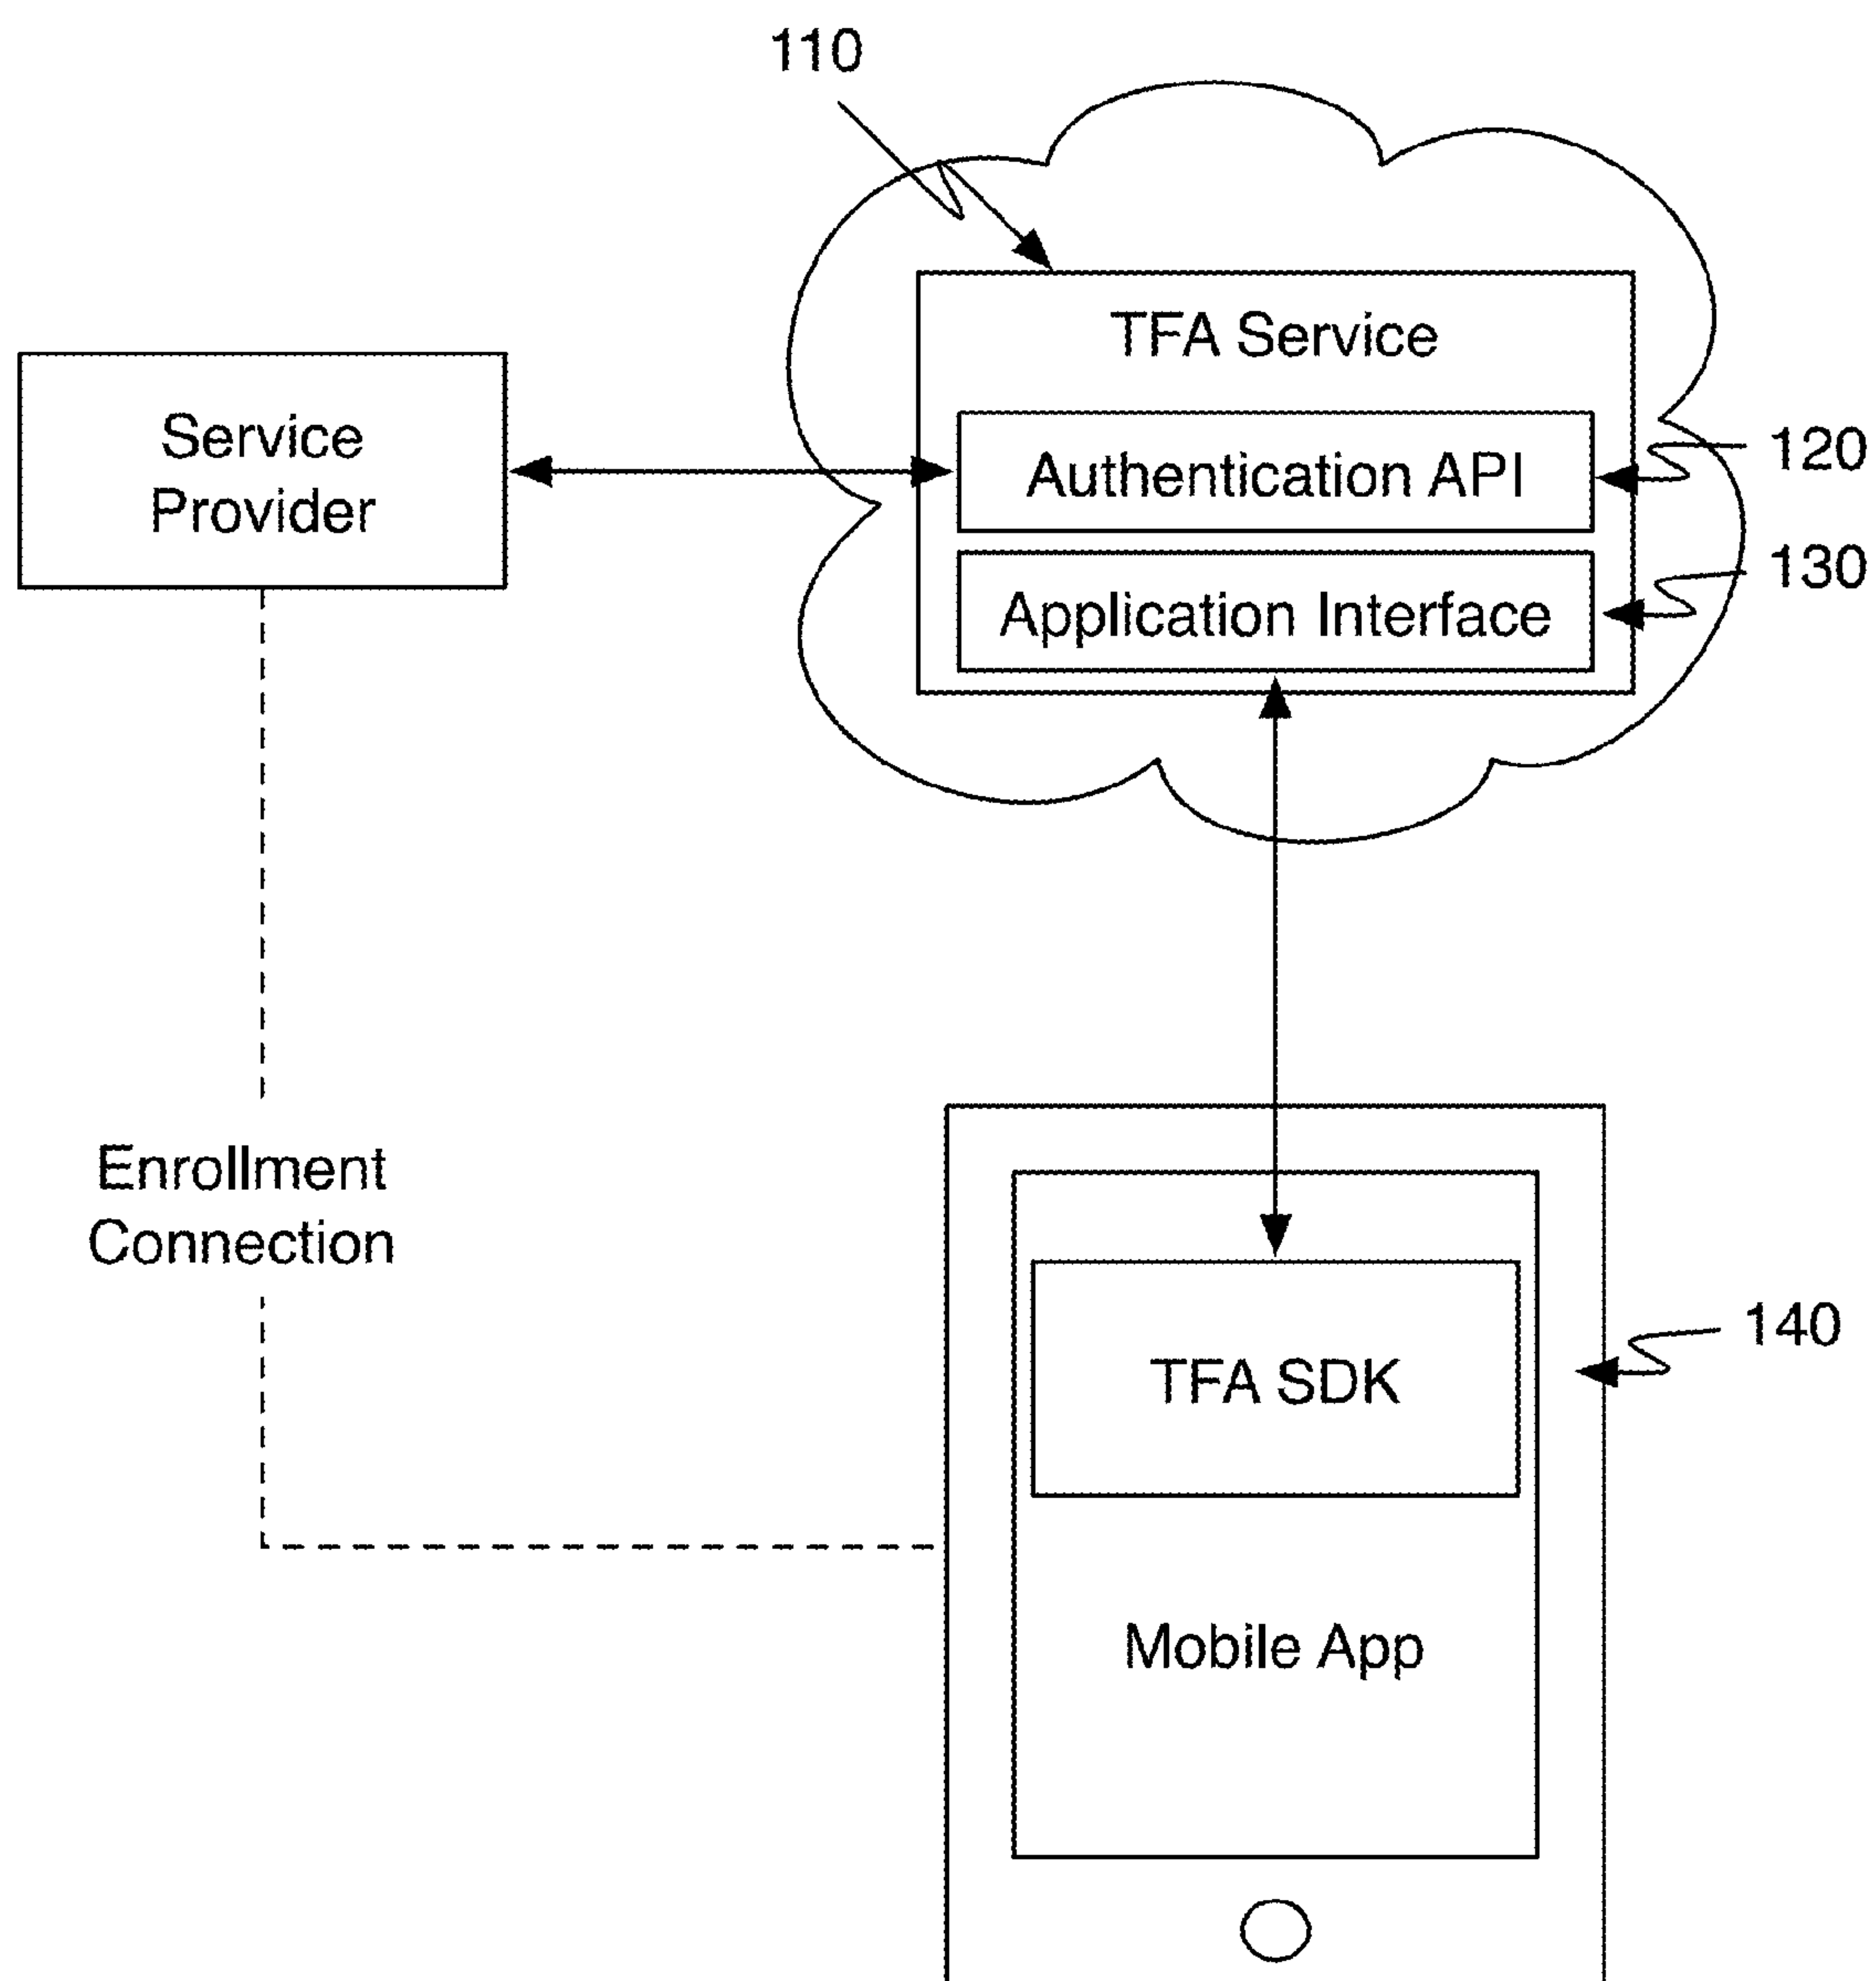 110
TFA Service
Service
Provider
Authentication API
120
Application Interface
130
Enrollment
Connection
TFA SDK
140
Mobile App